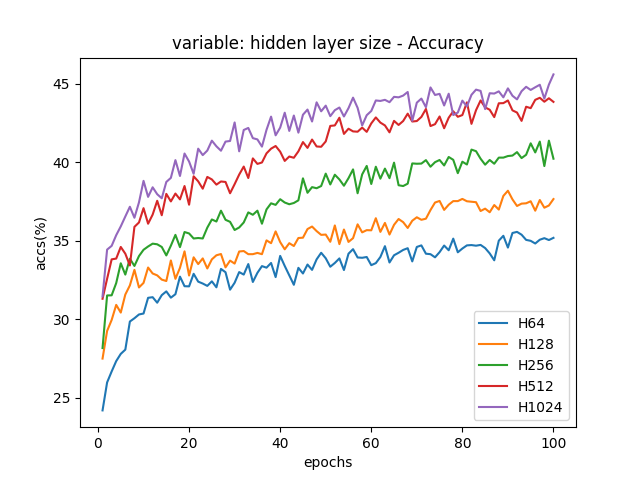 variable: hidden layer size - Accuracy
accs(%)
45
40
35
30
25
0
20
40
60
80
100
epochs
H64
H128
H256
H512
H1024